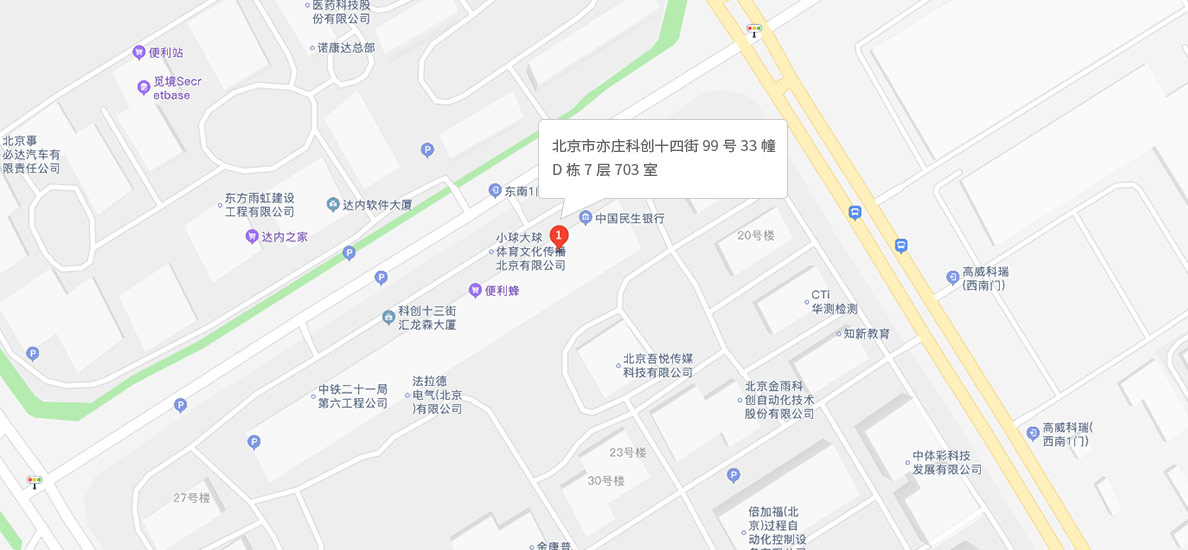 医药科技股
份有限公司
诺康达总部
便利站
觅境Secr
etbase
北京事
必达汽车有
限责任公司
北京市亦庄科创十四街 99 号 33 幢
D 栋 7 层 703 室
P
东方雨虹建设
工程有限公司
达内软件大厦
东南1门
中国民生银行
达内之家
小球大球
体育文化传播
北京有限公司
1
20号楼
P
P
高威科瑞
(西南门)
便利蜂
CTi
华测检测
科创十三街
汇龙森大厦
知新教育
P
北京吾悦传媒
科技有限公司
中铁二十一局
第六工程公司
法拉德
电气(北京
)有限公司
北京金雨科
创自动化技术
股份有限公司
P
P
高威科瑞(
西南1门)
23号楼
中体彩科技
发展有限公司
P
30号楼
27号楼
倍加福(北
京)过程自
动化控制设
备有限公司
金康普